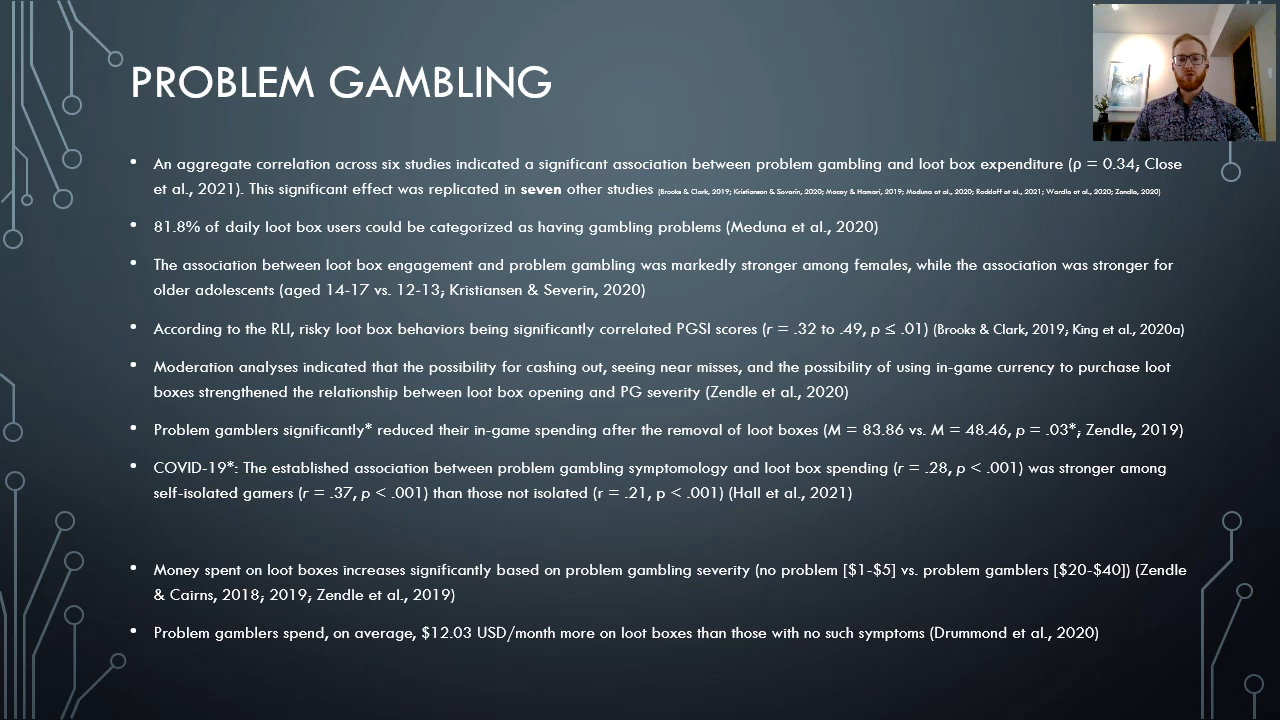 PROBLEM GAMBLING
• An aggregate correlation across six studies indicated a significant association between problem gambling and loot box expenditure (ρ = 0.34; Close
et al., 2021). This significant effect was replicated in seven other studies (Brooks & Clark, 2019; Kristianson & Severin, 2020; Macey & Hamari, 2019; Meduna et al., 2020; Rockloff et al., 2021; Wardle et al., 2020; Zendle, 2020)
• 81.8% of daily loot box users could be categorized as having gambling problems (Meduna et al., 2020)
• The association between loot box engagement and problem gambling was markedly stronger among females, while the association was stronger for
older adolescents (aged 14-17 vs. 12-13; Kristiansen & Severin, 2020)
• According to the RLI, risky loot box behaviors being significantly correlated PGSI scores (r = .32 to .49, p ≤ .01) (Brooks & Clark, 2019; King et al., 2020a)
• Moderation analyses indicated that the possibility for cashing out, seeing near misses, and the possibility of using in-game currency to purchase loot
boxes strengthened the relationship between loot box opening and PG severity (Zendle et al., 2020)
• Problem gamblers significantly* reduced their in-game spending after the removal of loot boxes (M = 83.86 vs. M = 48.46, p = .03*; Zendle, 2019)
• COVID-19*: The established association between problem gambling symptomology and loot box spending (r = .28, p < .001) was stronger among
self-isolated gamers (r = .37, p < .001) than those not isolated (r = .21, p < .001) (Hall et al., 2021)
• Money spent on loot boxes increases significantly based on problem gambling severity (no problem [$1-$5] vs. problem gamblers [$20-$40]) (Zendle
& Cairns, 2018; 2019; Zendle et al., 2019)
• Problem gamblers spend, on average, $12.03 USD/month more on loot boxes than those with no such symptoms (Drummond et al., 2020)